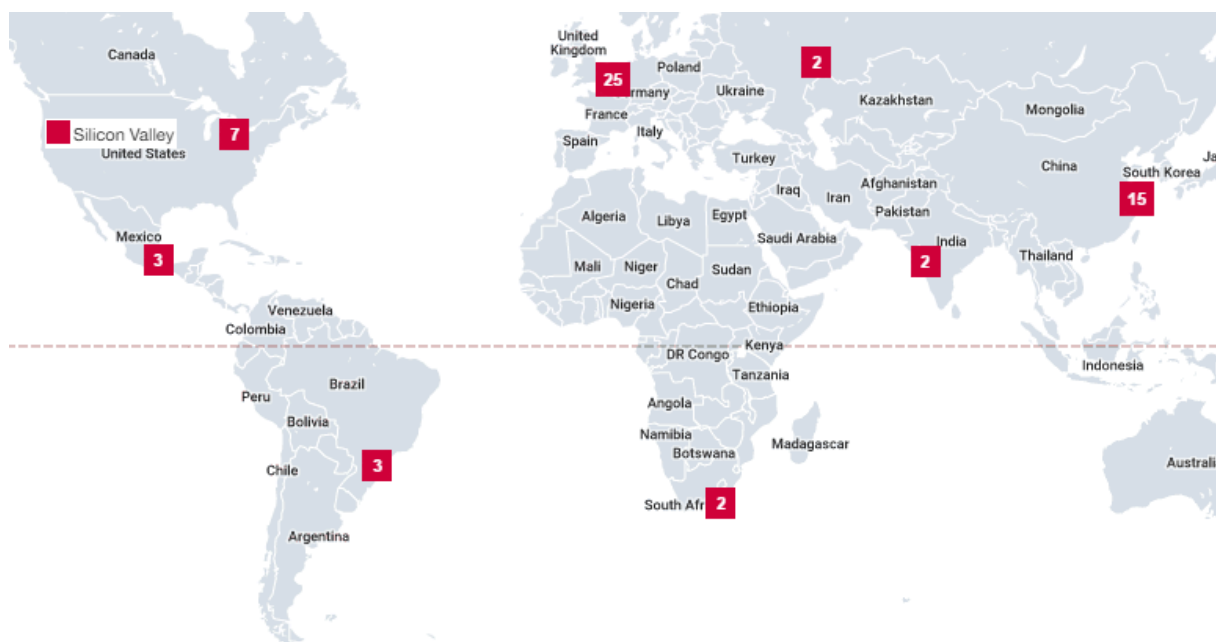 Canada
United
Kingdom
2
Poland
25
Germany
Ukraine
Kazakhstan
Mongolia
France
Silicon Valley
7
Italy
Spain
United States
Turkey
China
South Korea
Ja
Afghanistan
Iraq
Iran
15
Pakistan
Algeria
Libya
Egypt
Mexico
Saudi Arabia
India
3
2
Thailand
Mali
Niger
Sudan
Chad
Nigeria
Ethiopia
Venezuela
Colombia
Kenya
DR Congo
Indonesia
Tanzania
Brazil
Peru
Angola
Bolivia
Namibia
Madagascar
Botswana
3
Chile
Australi
South Afr
2
Argentina